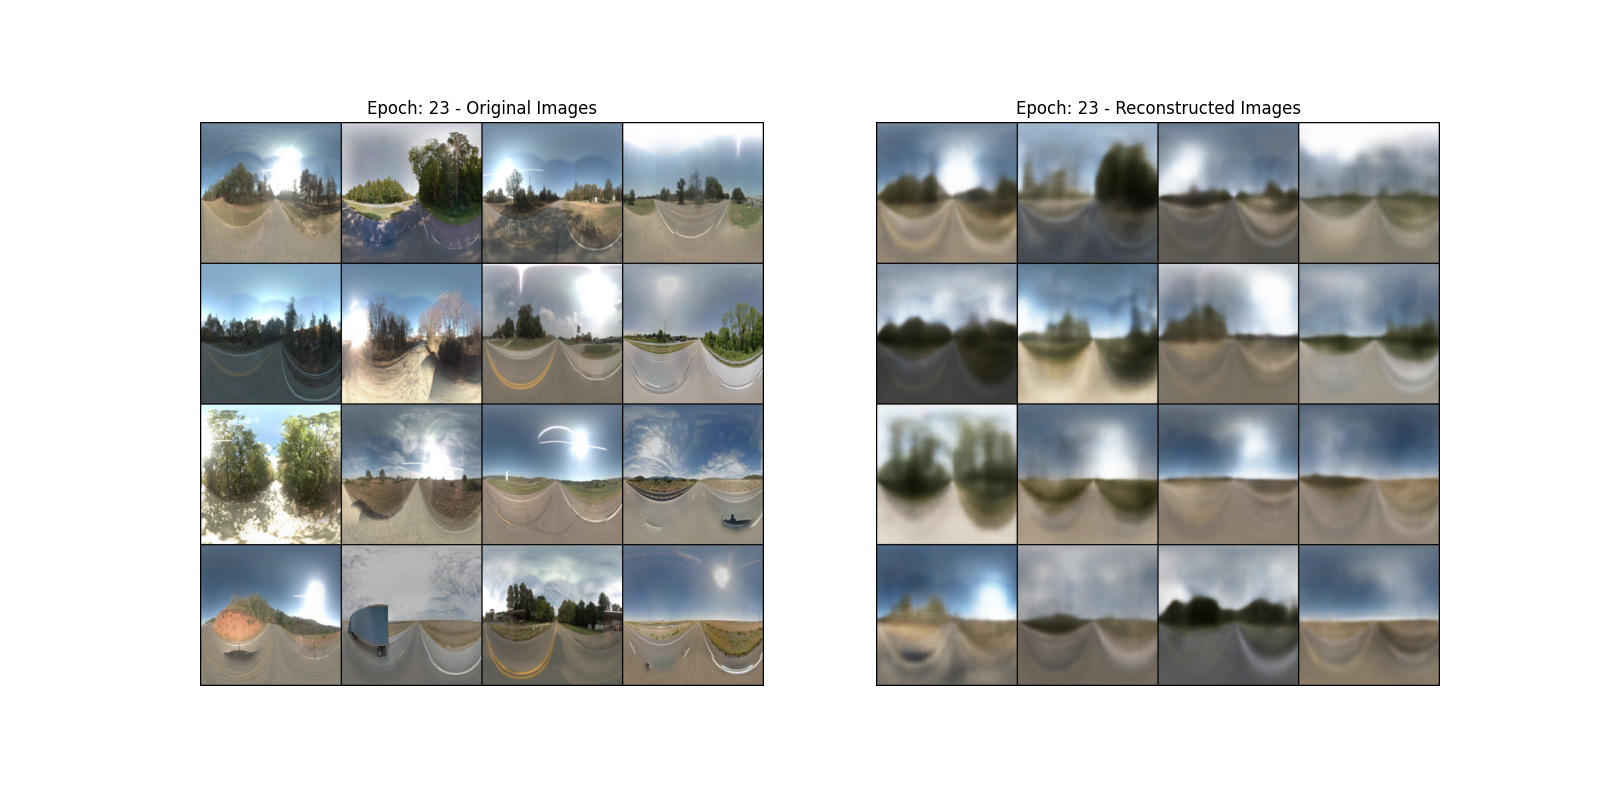 Epoch: 23 - Original Images
Epoch: 23 - Reconstructed Images